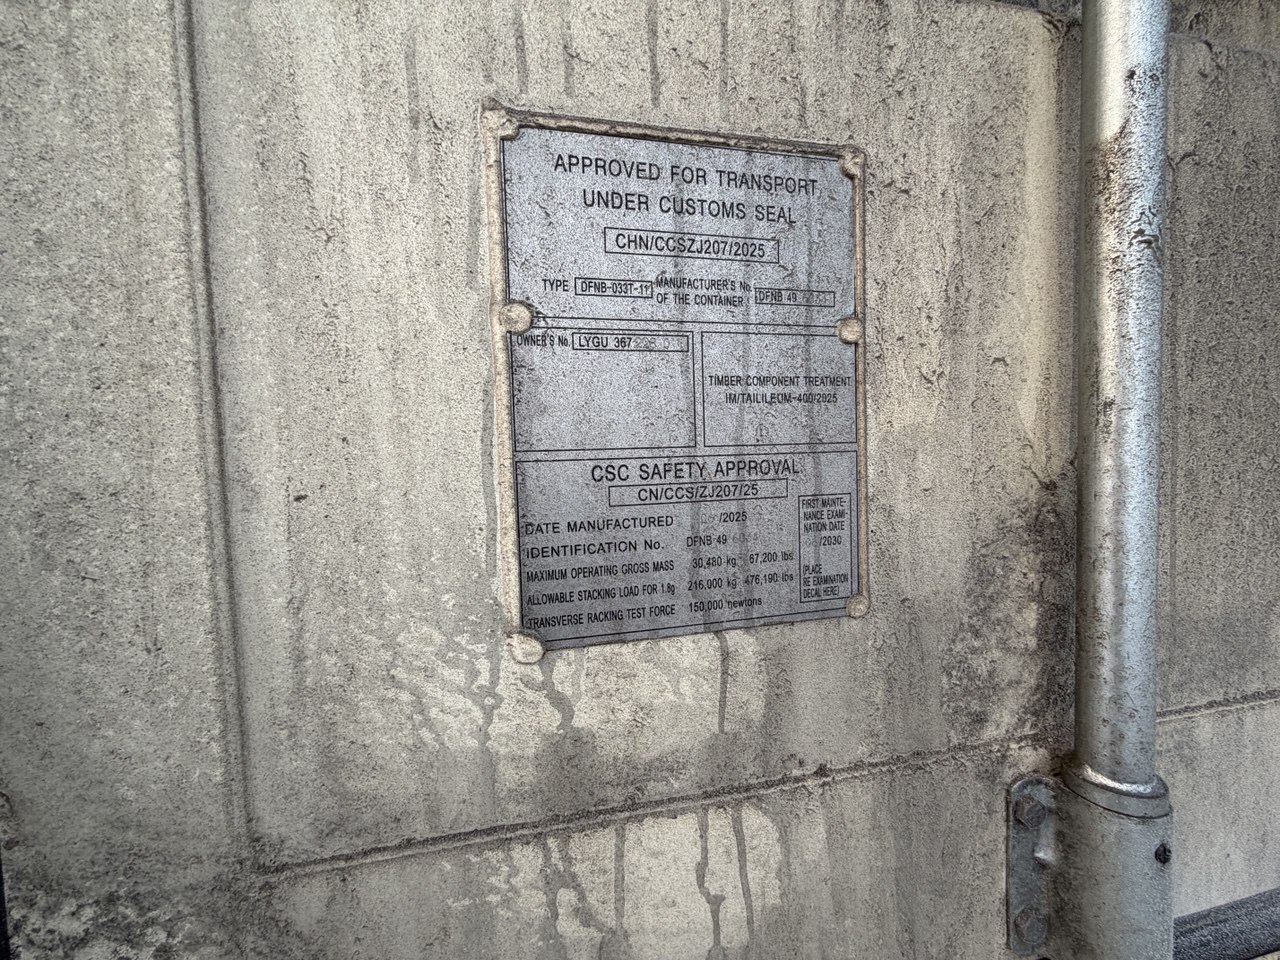 APPROVED FOR TRANSPORT
UNDER CUSTOMS SEAL
CHN/CCSZJ207/2025
TYPE DFNB-033T-11 MANUFACTURER'S No. OF THE CONTAINER DFNB 49
OWNER'S No. LYGU 367
TIMBER COMPONENT TREATMENT
IM/TAILILEUM-400/2025
CSC SAFETY APPROVAL
CN/CCS/ZJ207/25
DATE MANUFACTURED /2025
IDENTIFICATION No. DFNB 49
MAXIMUM OPERATING GROSS MASS 30,480 kg 67,200 lbs
ALLOWABLE STACKING LOAD FOR 1.8g 216,000 kg 476,190 lbs
TRANSVERSE RACKING TEST FORCE 150,000 newtons
FIRST MAINTE-
NANCE EXAMI-
NATION DATE
/2030
(PLACE
RE EXAMINATION
DECAL HERE)